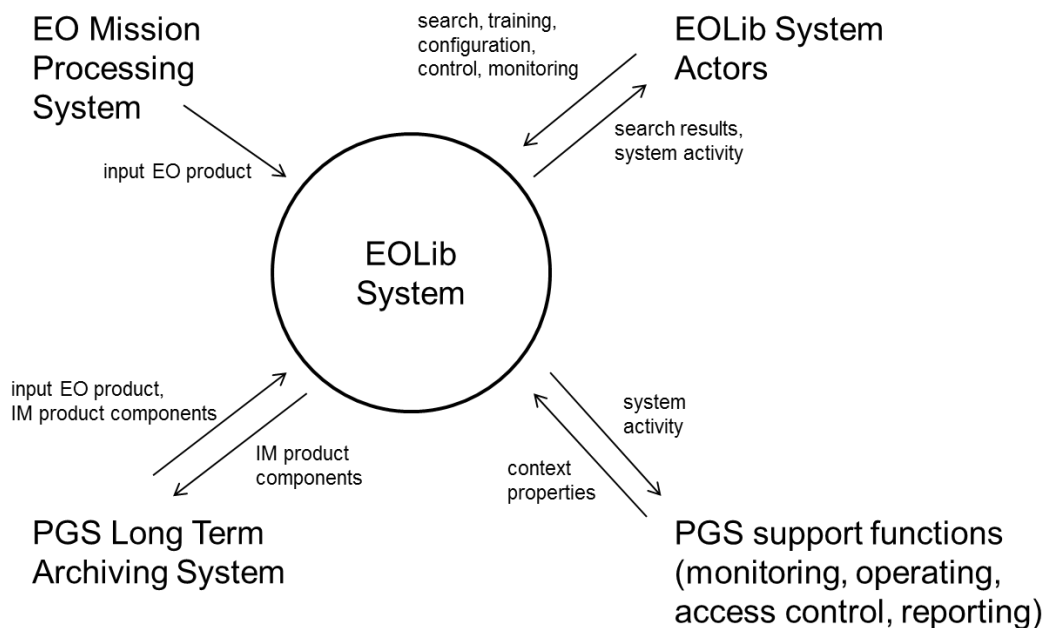 EO Mission
Processing
System
search, training,
configuration,
control, monitoring
EOLib System
Actors
input EO product
search results,
system activity
EOLib
System
input EO product,
IM product components
IM product
components
system
activity
context
properties
PGS Long Term
Archiving System
PGS support functions
(monitoring, operating,
access control, reporting)